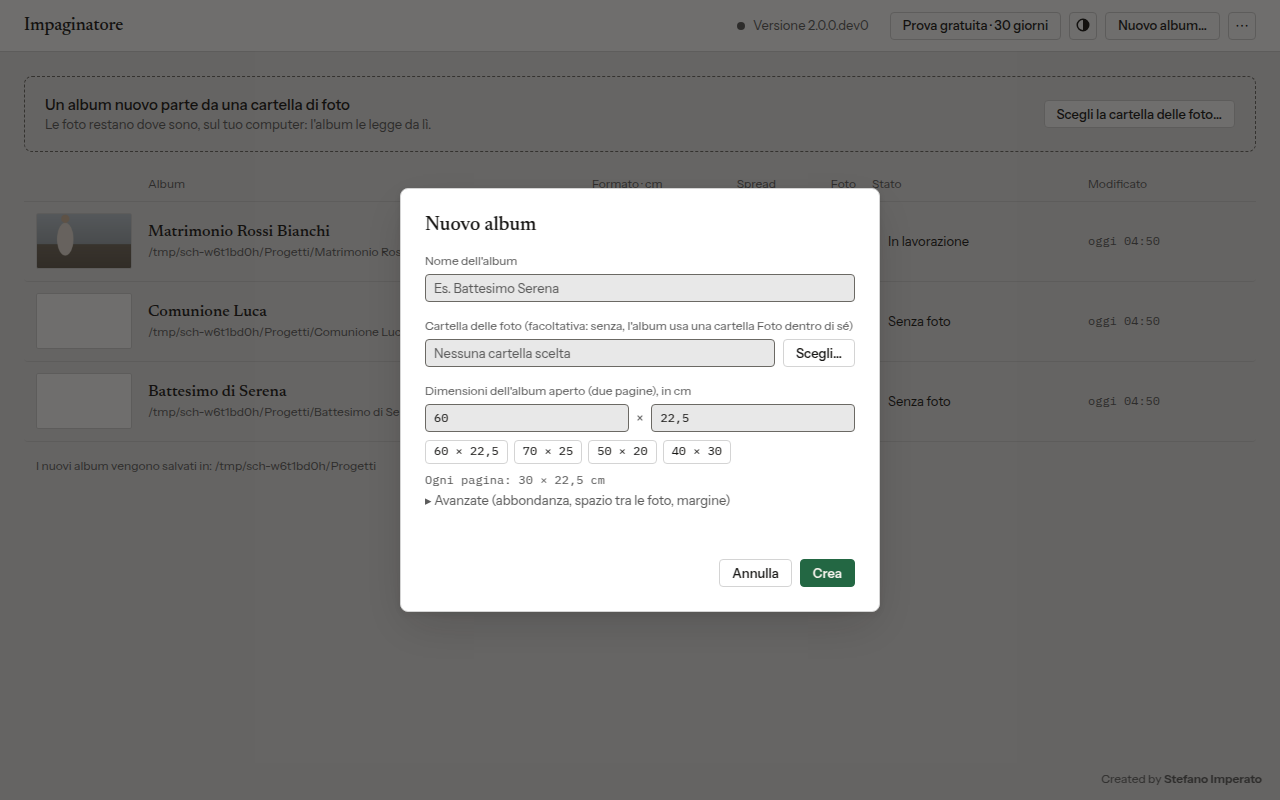 Impaginatore
Versione 2.0.0.dev0
Prova gratuita · 30 giorni
Nuovo album…
Un album nuovo parte da una cartella di foto
Le foto restano dove sono, sul tuo computer: l'album le legge da lì.
Scegli la cartella delle foto…
Album
Formato · cm
Spread
Foto
Stato
Modificato
Matrimonio Rossi Bianchi
/tmp/sch-w6t1bd0h/Progetti/Matrimonio Ros
In lavorazione
oggi 04:50
Comunione Luca
/tmp/sch-w6t1bd0h/Progetti/Comunione Luc
Senza foto
oggi 04:50
Battesimo di Serena
/tmp/sch-w6t1bd0h/Progetti/Battesimo di Se
Senza foto
oggi 04:50
I nuovi album vengono salvati in: /tmp/sch-w6t1bd0h/Progetti
Nuovo album
Nome dell'album
Es. Battesimo Serena
Cartella delle foto (facoltativa: senza, l'album usa una cartella Foto dentro di sé)
Nessuna cartella scelta
Scegli…
Dimensioni dell'album aperto (due pagine), in cm
60 × 22,5
60 × 22,5
70 × 25
50 × 20
40 × 30
Ogni pagina: 30 × 22,5 cm
▸ Avanzate (abbondanza, spazio tra le foto, margine)
Annulla
Crea
Created by Stefano Imperato